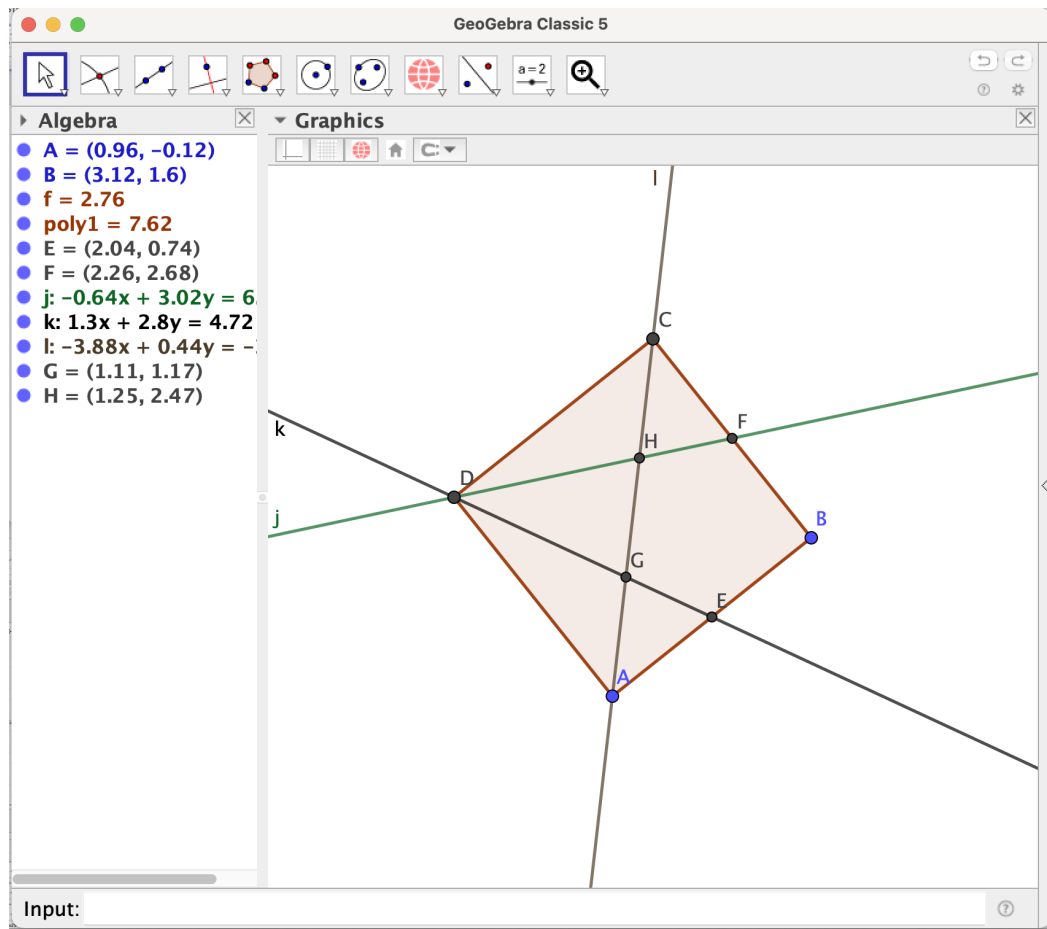 GeoGebra Classic 5
a=2
Algebra
Graphics
A = (0.96, −0.12)
B = (3.12, 1.6)
f = 2.76
poly1 = 7.62
E = (2.04, 0.74)
F = (2.26, 2.68)
j: −0.64x + 3.02y = 6.
k: 1.3x + 2.8y = 4.72
l: −3.88x + 0.44y = −
G = (1.11, 1.17)
H = (1.25, 2.47)
l
C
F
k
H
D
j
B
G
E
A
Input: